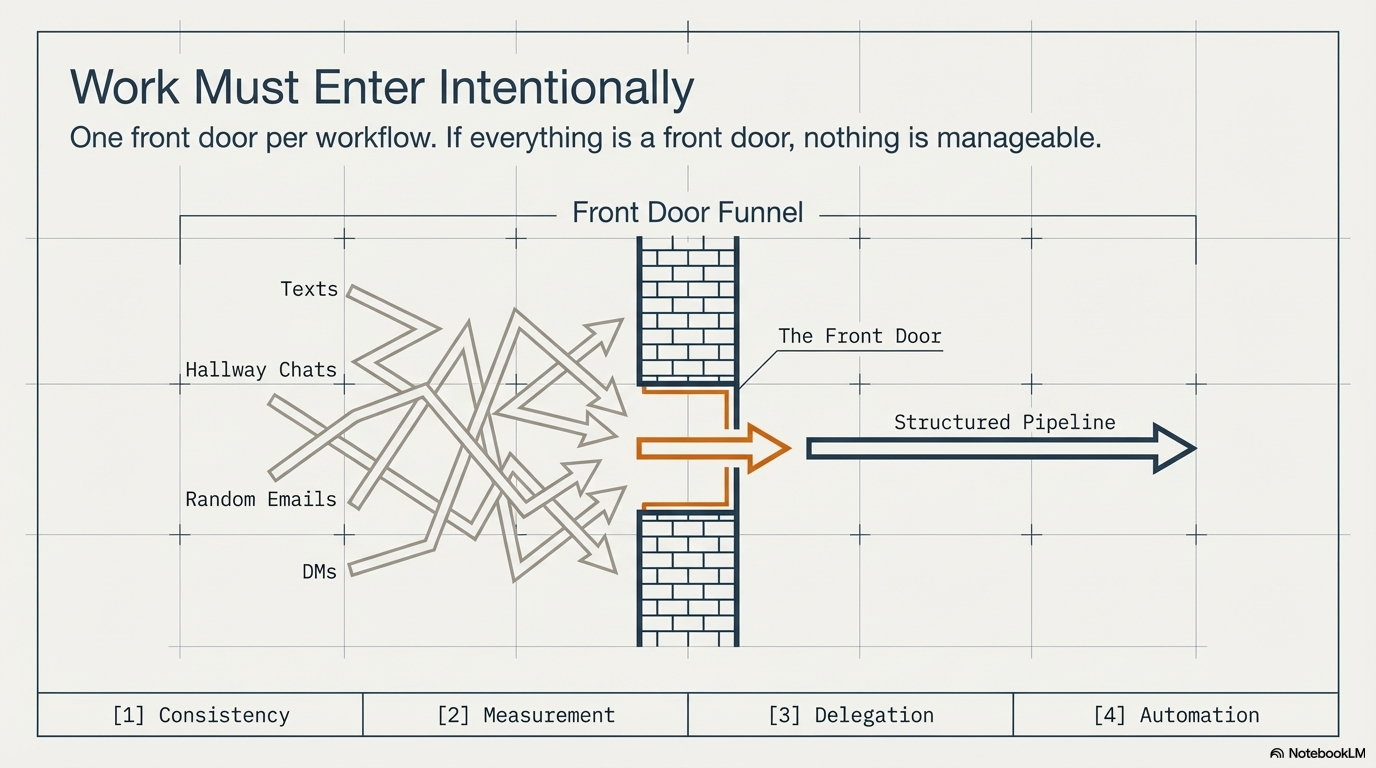 Work Must Enter Intentionally
One front door per workflow. If everything is a front door, nothing is manageable.
Front Door Funnel
Texts
Hallway Chats
Random Emails
DMs
The Front Door
Structured Pipeline
[1] Consistency
[2] Measurement
[3] Delegation
[4] Automation
NotebookLM